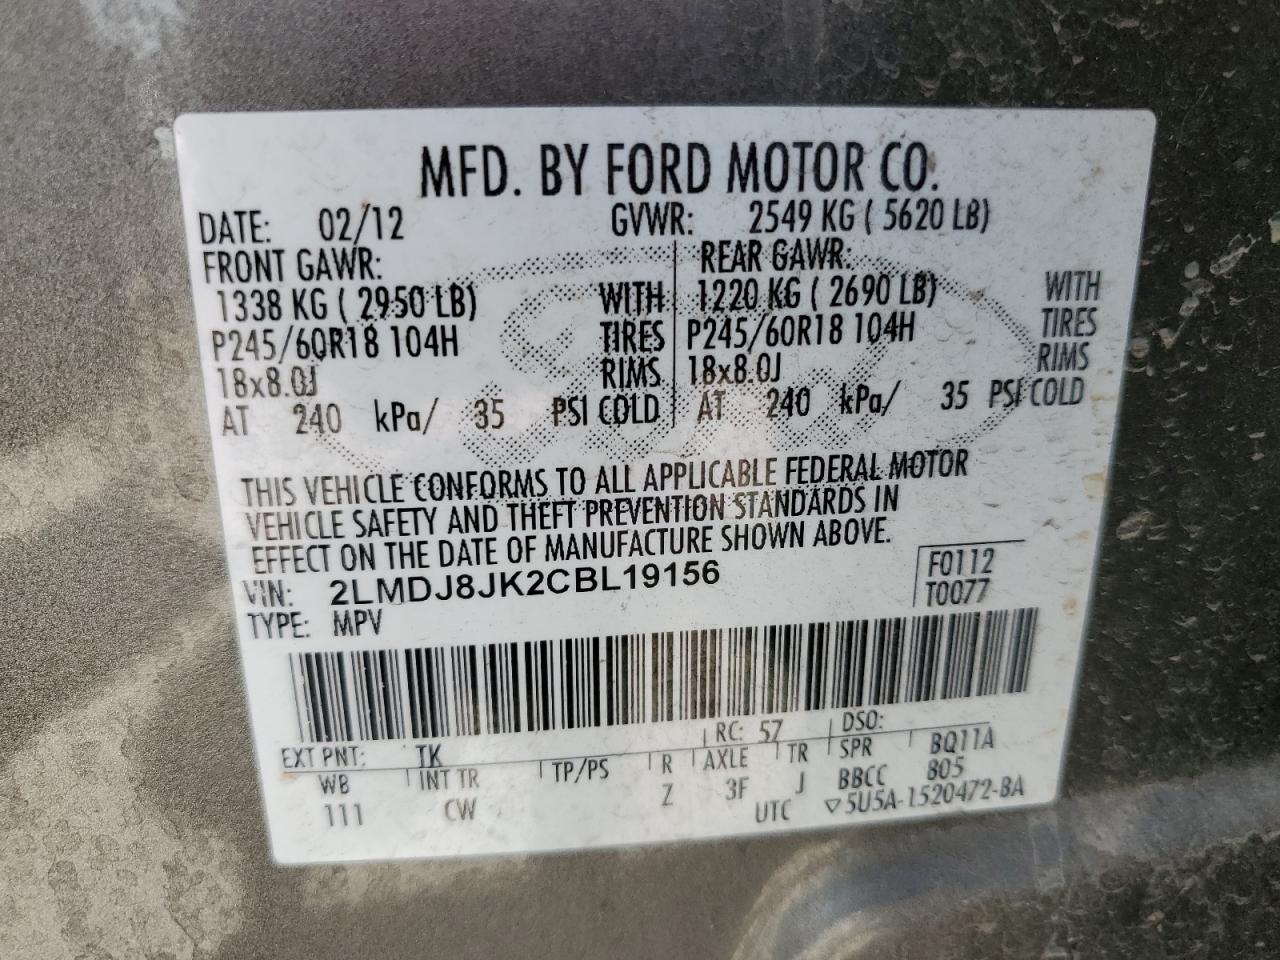 MFD. BY FORD MOTOR CO.
DATE: 02/12 GVWR: 2549 KG ( 5620 LB)
FRONT GAWR: REAR GAWR:
1338 KG ( 2950 LB) WITH 1220 KG ( 2690 LB) WITH
P245/60R18 104H TIRES P245/60R18 104H TIRES
18x8.0J RIMS 18x8.0J RIMS
AT 240 kPa/ 35 PSI COLD AT 240 kPa/ 35 PSI COLD
THIS VEHICLE CONFORMS TO ALL APPLICABLE FEDERAL MOTOR
VEHICLE SAFETY AND THEFT PREVENTION STANDARDS IN
EFFECT ON THE DATE OF MANUFACTURE SHOWN ABOVE.
VIN: 2LMDJ8JK2CBL19156 F0112
TYPE: MPV T0077
EXT PNT: TK RC: 57 DSO:
WB INT TR TP/PS R AXLE TR SPR BQ11A
111 CW Z 3F J BBCC 805
UTC ▽5U5A-1520472-BA